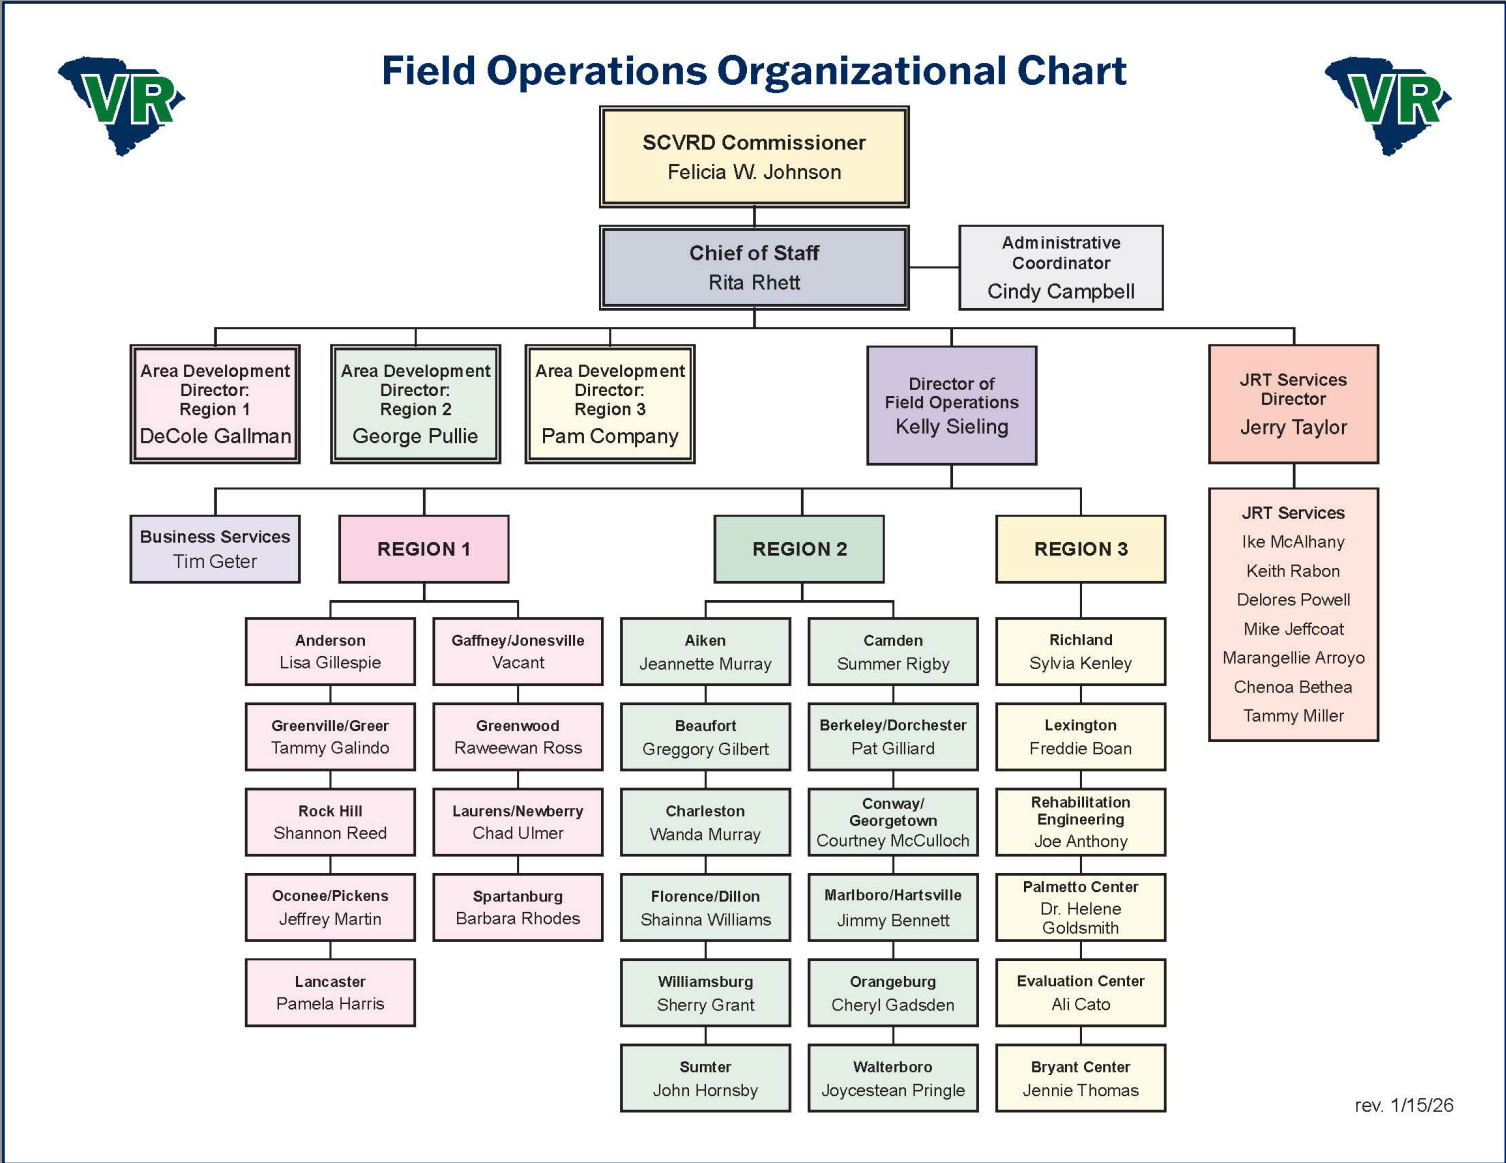 VR
Field Operations Organizational Chart
VR
SCVRD Commissioner
Felicia W. Johnson
Chief of Staff
Rita Rhett
Administrative
Coordinator
Cindy Campbell
Area Development
Director:
Region 1
DeCole Gallman
Area Development
Director:
Region 2
George Pullie
Area Development
Director:
Region 3
Pam Company
Director of
Field Operations
Kelly Sieling
JRT Services
Director
Jerry Taylor
Business Services
Tim Geter
REGION 1
REGION 2
REGION 3
JRT Services
Ike McAlhany
Keith Rabon
Delores Powell
Mike Jeffcoat
Marangellie Arroyo
Chenoa Bethea
Tammy Miller
Anderson
Lisa Gillespie
Greenville/Greer
Tammy Galindo
Rock Hill
Shannon Reed
Oconee/Pickens
Jeffrey Martin
Lancaster
Pamela Harris
Gaffney/Jonesville
Vacant
Greenwood
Raweewan Ross
Laurens/Newberry
Chad Ulmer
Spartanburg
Barbara Rhodes
Aiken
Jeannette Murray
Beaufort
Greggory Gilbert
Charleston
Wanda Murray
Florence/Dillon
Shainna Williams
Williamsburg
Sherry Grant
Sumter
John Hornsby
Camden
Summer Rigby
Berkeley/Dorchester
Pat Gilliard
Conway/
Georgetown
Courtney McCulloch
Marlboro/Hartsville
Jimmy Bennett
Orangeburg
Cheryl Gadsden
Walterboro
Joycestean Pringle
Richland
Sylvia Kenley
Lexington
Freddie Boan
Rehabilitation
Engineering
Joe Anthony
Palmetto Center
Dr. Helene
Goldsmith
Evaluation Center
Ali Cato
Bryant Center
Jennie Thomas
rev. 1/15/26